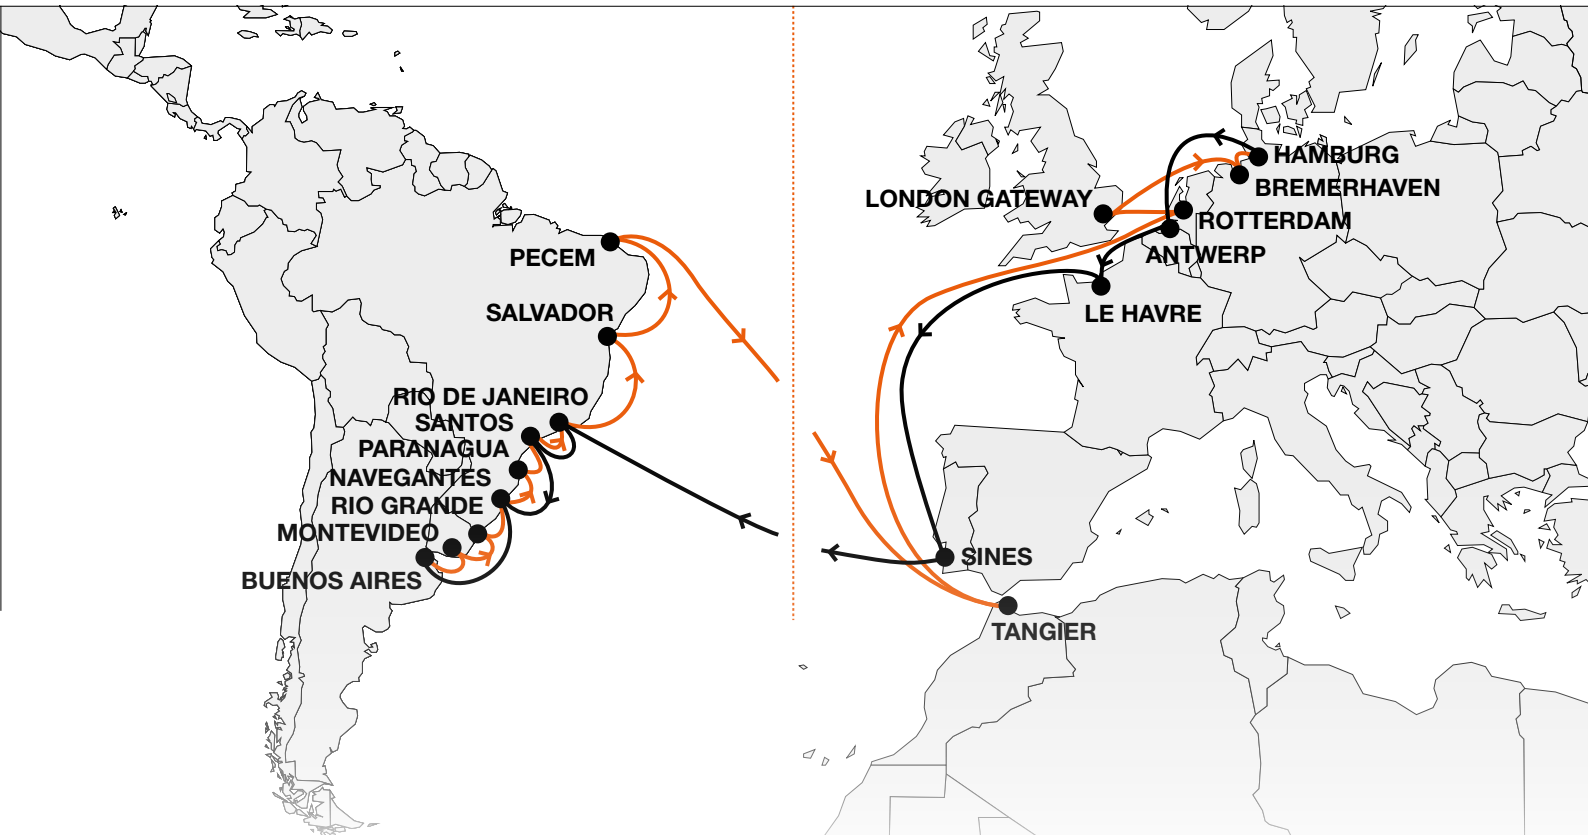 PECEM
SALVADOR
RIO DE JANEIRO
SANTOS
PARANAGUA
NAVEGANTES
RIO GRANDE
MONTEVIDEO
BUENOS AIRES
HAMBURG
BREMERHAVEN
LONDON GATEWAY
ROTTERDAM
ANTWERP
LE HAVRE
SINES
TANGIER